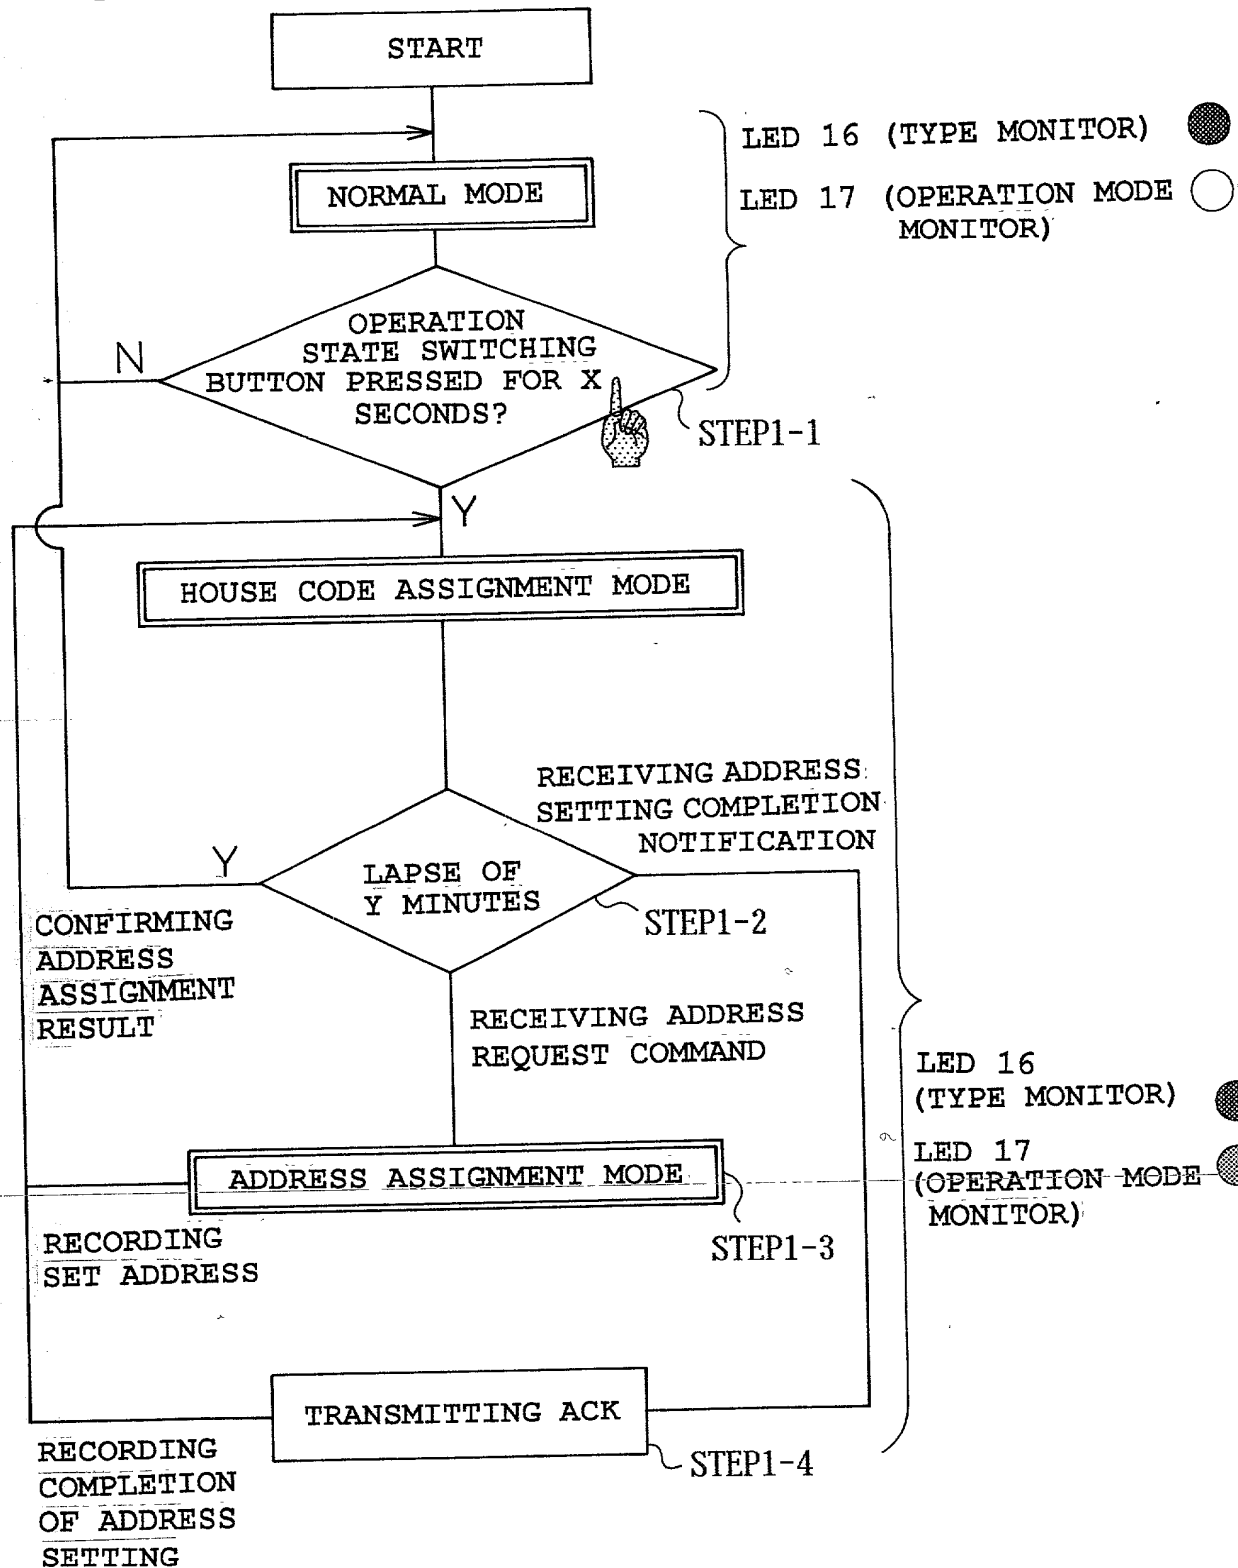 START
LED 16 (TYPE MONITOR)
NORMAL MODE
LED 17 (OPERATION MODE
MONITOR)
OPERATION
STATE SWITCHING
BUTTON PRESSED FOR X
SECONDS?
N
STEP1-1
Y
HOUSE CODE ASSIGNMENT MODE
RECEIVING ADDRESS
SETTING COMPLETION
NOTIFICATION
Y
LAPSE OF
Y MINUTES
STEP1-2
CONFIRMING
ADDRESS
ASSIGNMENT
RESULT
RECEIVING ADDRESS
REQUEST COMMAND
LED 16
(TYPE MONITOR)
LED 17
(OPERATION MODE
MONITOR)
ADDRESS ASSIGNMENT MODE
STEP1-3
RECORDING
SET ADDRESS
TRANSMITTING ACK
STEP1-4
RECORDING
COMPLETION
OF ADDRESS
SETTING